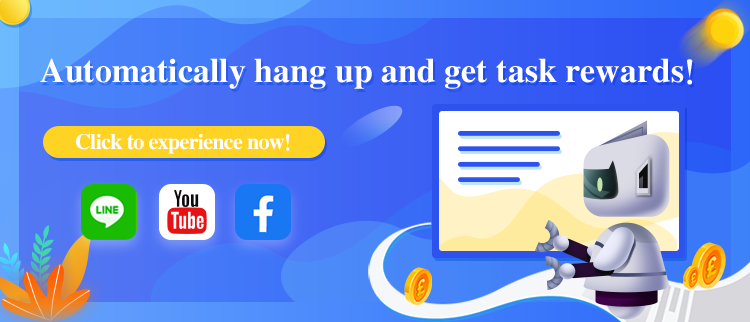 Automatically hang up and get task rewards!
Click to experience now!
LINE
You
Tube
f
£
£
£